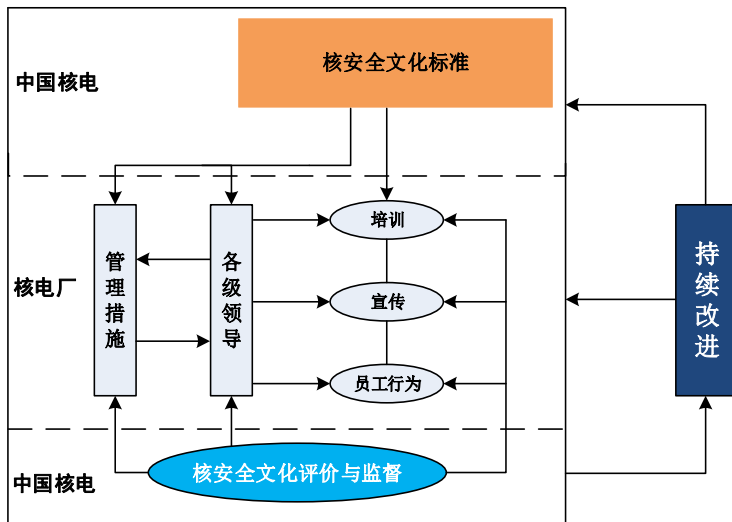 核安全文化标准
中国核电
培训
管理措施
各级领导
持续改进
核电厂
宣传
员工行为
核安全文化评价与监督
中国核电